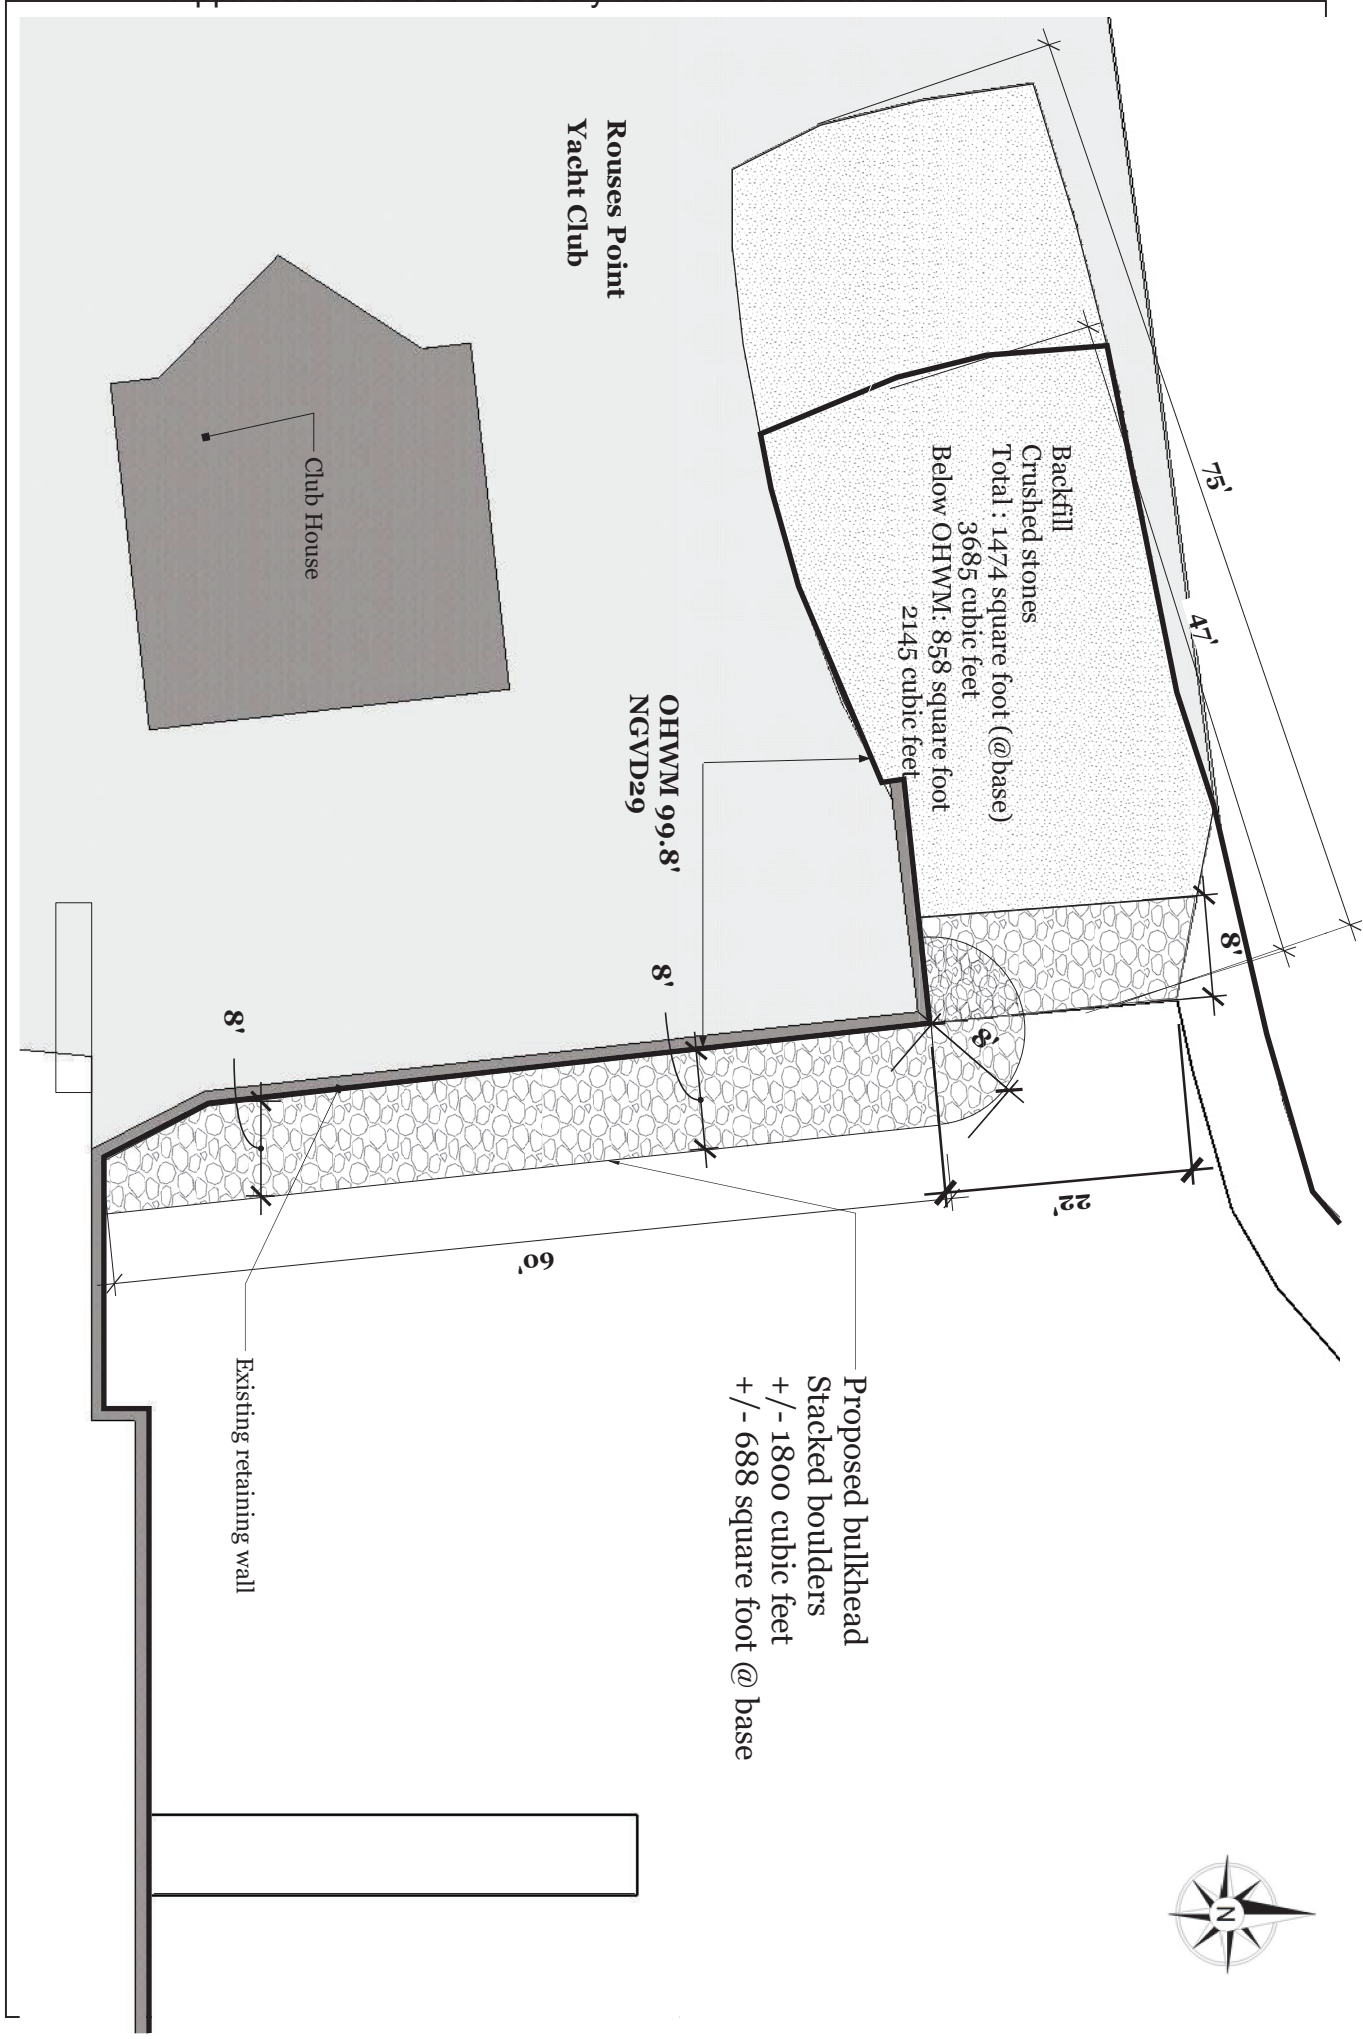 Rouses Point
Yacht Club
Club House
Backfill
Crushed stones
Total : 1474 square foot (@base)
3685 cubic feet
Below OHWM: 858 square foot
2145 cubic feet
OHWM 99.8'
NGVD29
75'
47'
8'
8'
8'
8'
22'
60'
Proposed bulkhead
Stacked boulders
+/- 1800 cubic feet
+/- 688 square foot @ base
Existing retaining wall
N